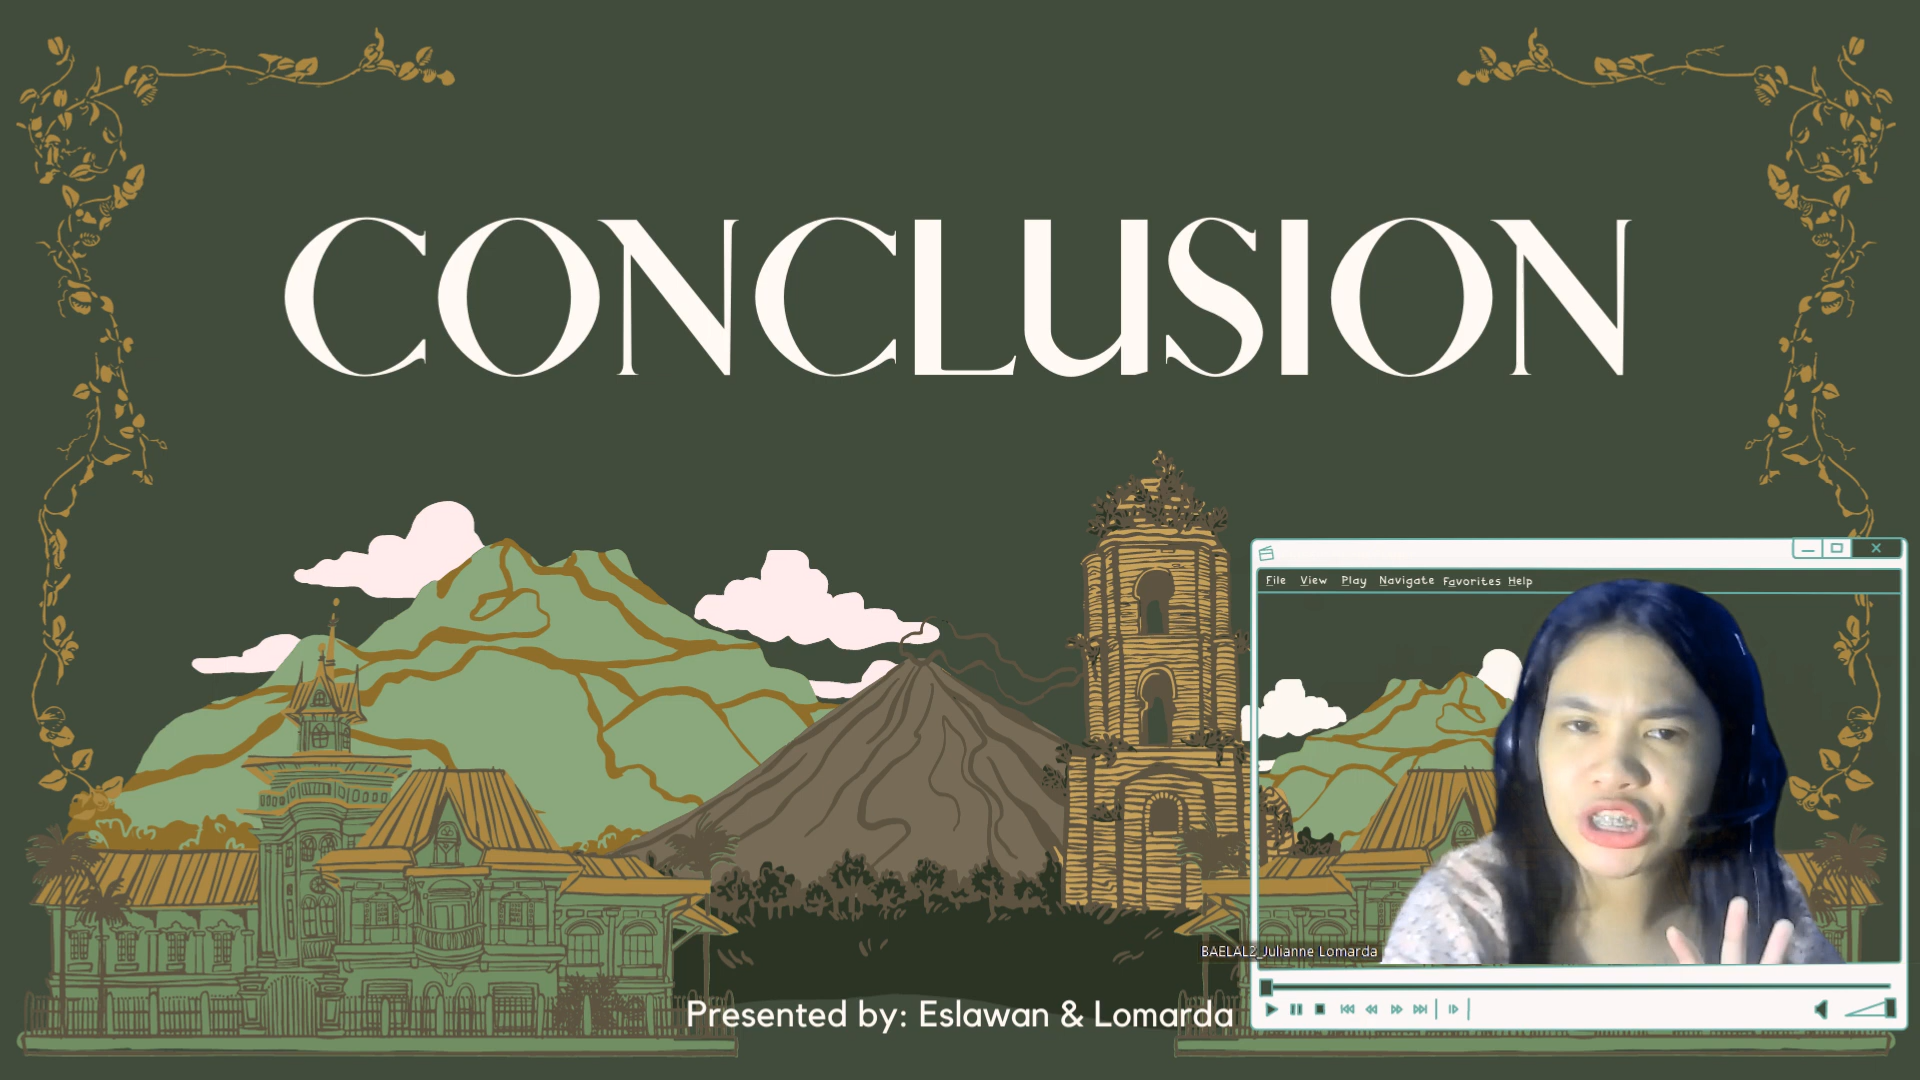 CONCLUSION
File View Play Navigate Favorites Help
BAELAL2_Julianne Lomarda
Presented by: Eslawan & Lomarda